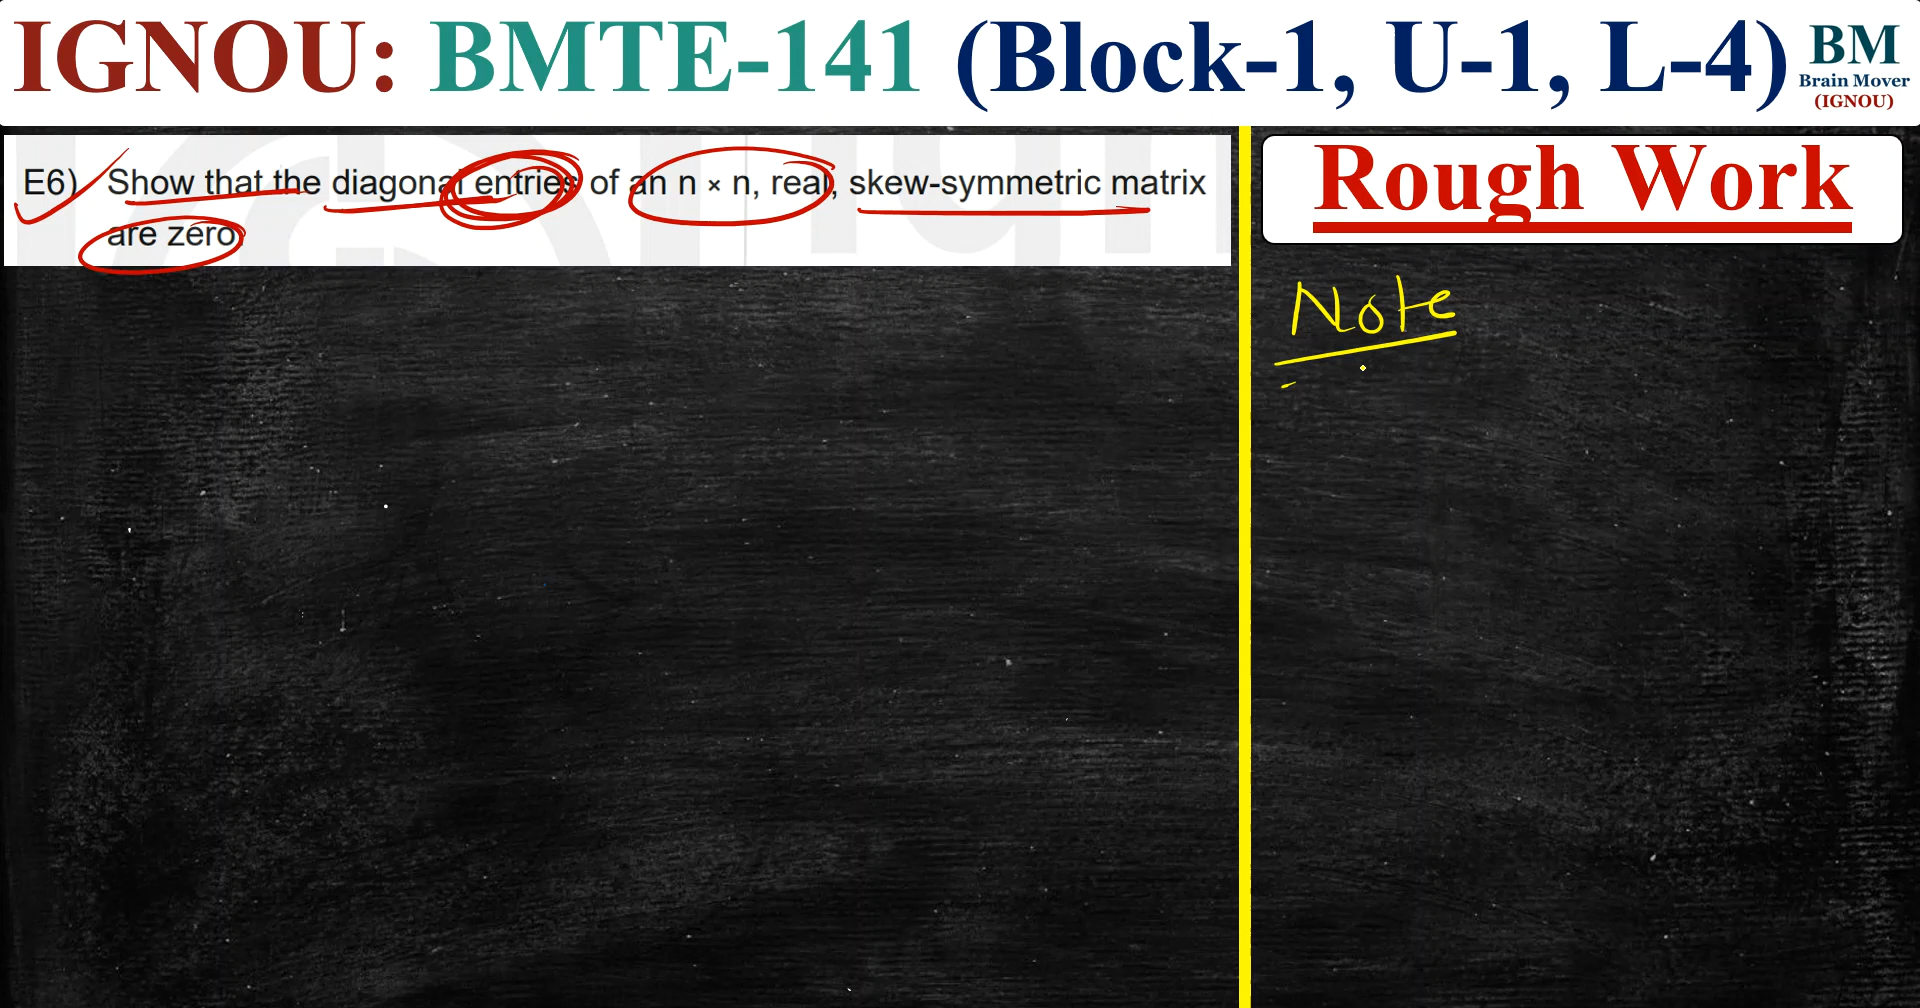 IGNOU: BMTE-141 (Block-1, U-1, L-4)
BM
Brain Mover
(IGNOU)
E6) Show that the diagonal entries of an n × n, real, skew-symmetric matrix
are zero.
Rough Work
Note